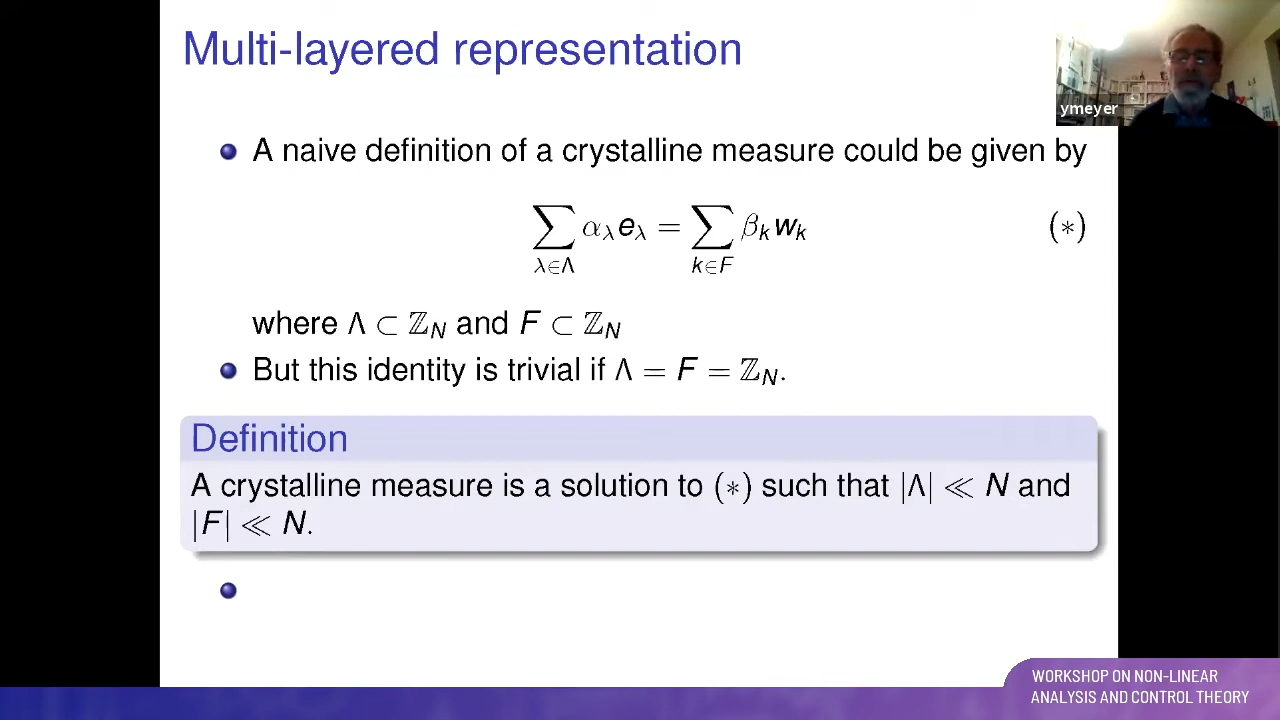 Multi-layered representation
ymeyer
A naive definition of a crystalline measure could be given by
∑_{λ∈Λ} α_λ e_λ = ∑_{k∈F} β_k w_k (∗)
where Λ ⊂ ℤ_N and F ⊂ ℤ_N
But this identity is trivial if Λ = F = ℤ_N.
Definition
A crystalline measure is a solution to (∗) such that |Λ| ≪ N and
|F| ≪ N.
WORKSHOP ON NON-LINEAR
ANALYSIS AND CONTROL THEORY